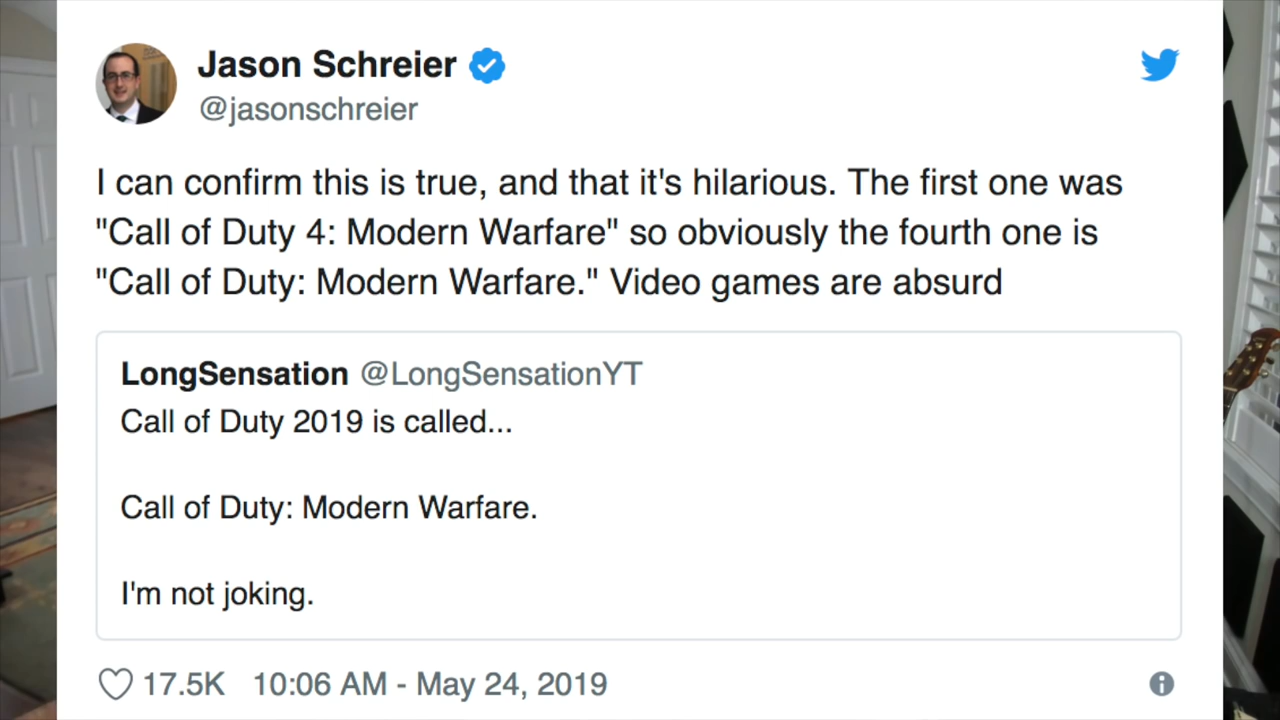 Jason Schreier
@jasonschreier
I can confirm this is true, and that it's hilarious. The first one was
"Call of Duty 4: Modern Warfare" so obviously the fourth one is
"Call of Duty: Modern Warfare." Video games are absurd
LongSensation @LongSensationYT
Call of Duty 2019 is called...
Call of Duty: Modern Warfare.
I'm not joking.
17.5K 10:06 AM - May 24, 2019